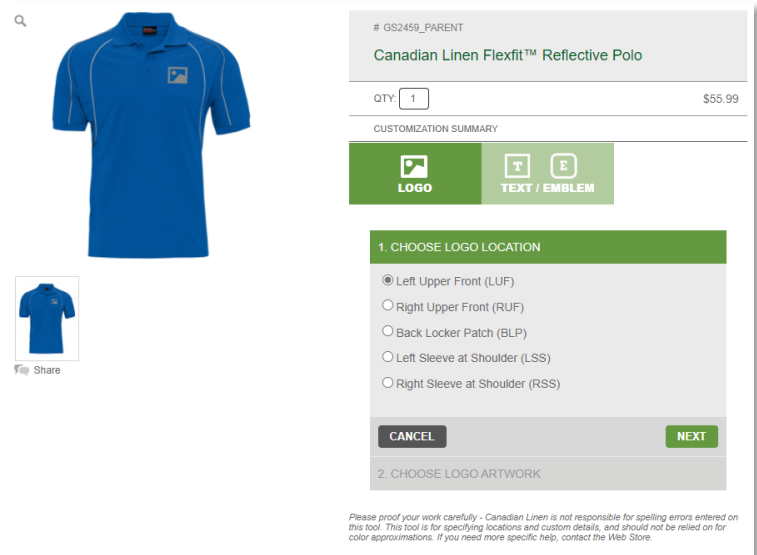 # GS2459_PARENT
Canadian Linen Flexfit™ Reflective Polo
QTY: 1 $55.99
CUSTOMIZATION SUMMARY
LOGO
T E
TEXT / EMBLEM
1. CHOOSE LOGO LOCATION
Left Upper Front (LUF)
Right Upper Front (RUF)
Back Locker Patch (BLP)
Left Sleeve at Shoulder (LSS)
Right Sleeve at Shoulder (RSS)
CANCEL NEXT
2. CHOOSE LOGO ARTWORK
Share
Please proof your work carefully - Canadian Linen is not responsible for spelling errors entered on
this tool. This tool is for specifying locations and custom details, and should not be relied on for
color approximations. If you need more specific help, contact the Web Store.